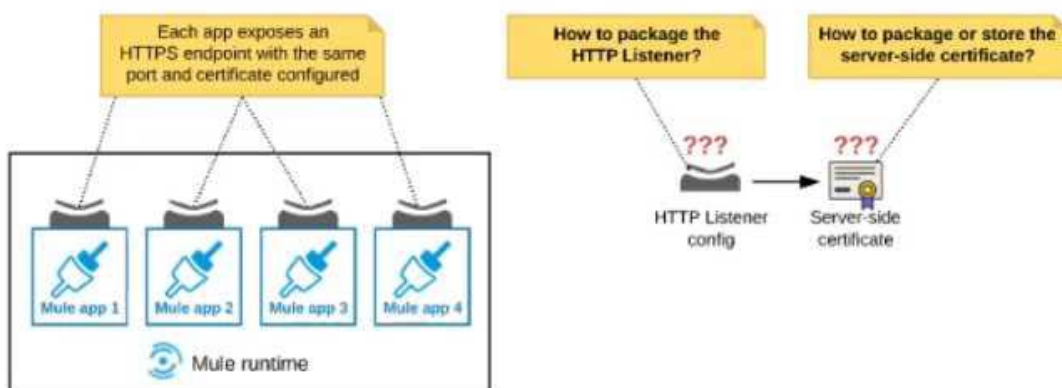 Each app exposes an
HTTPS endpoint with the same
port and certificate configured
How to package the
HTTP Listener?
How to package or store the
server-side certificate?
???
???
HTTP Listener
config
Server-side
certificate
Mule app 1
Mule app 2
Mule app 3
Mule app 4
Mule runtime